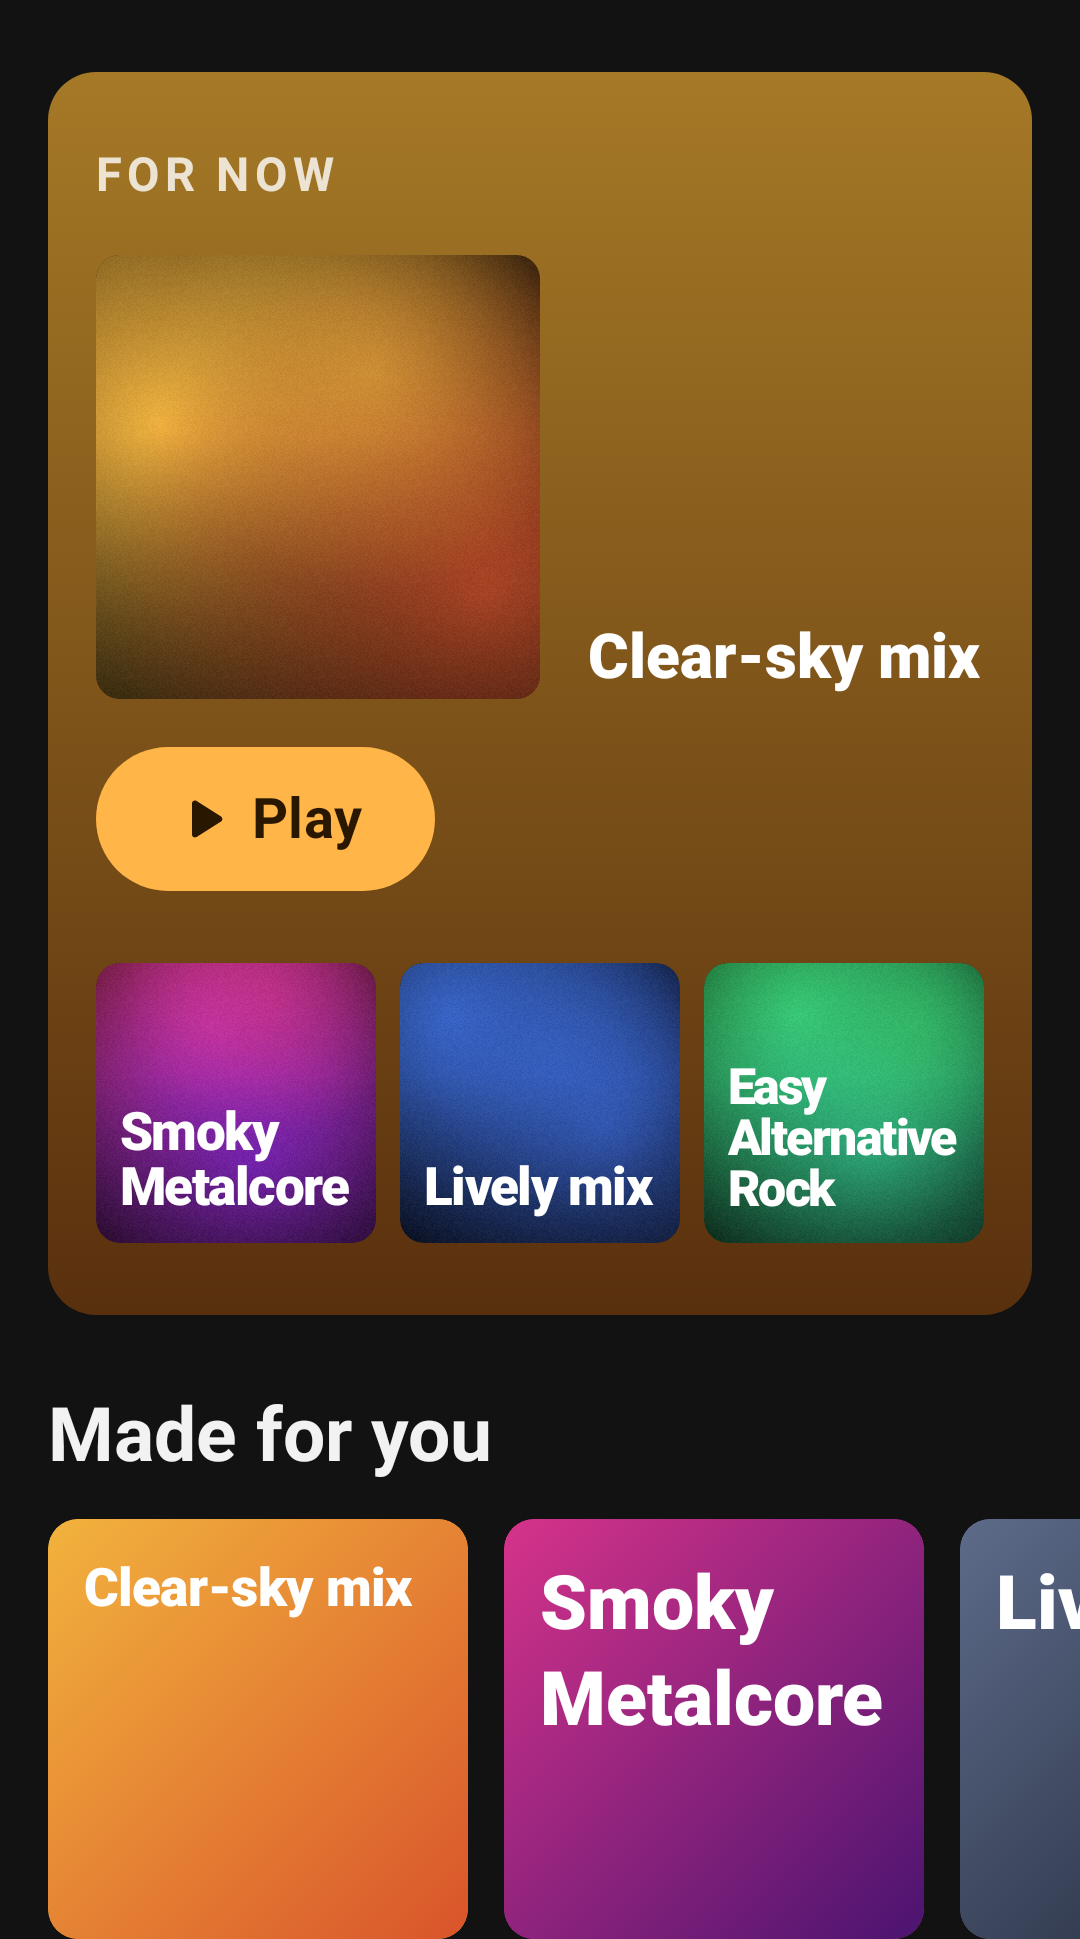 FOR NOW
Clear-sky mix
Play
Smoky
Metalcore
Lively mix
Easy
Alternative
Rock
Made for you
Clear-sky mix
Smoky
Metalcore